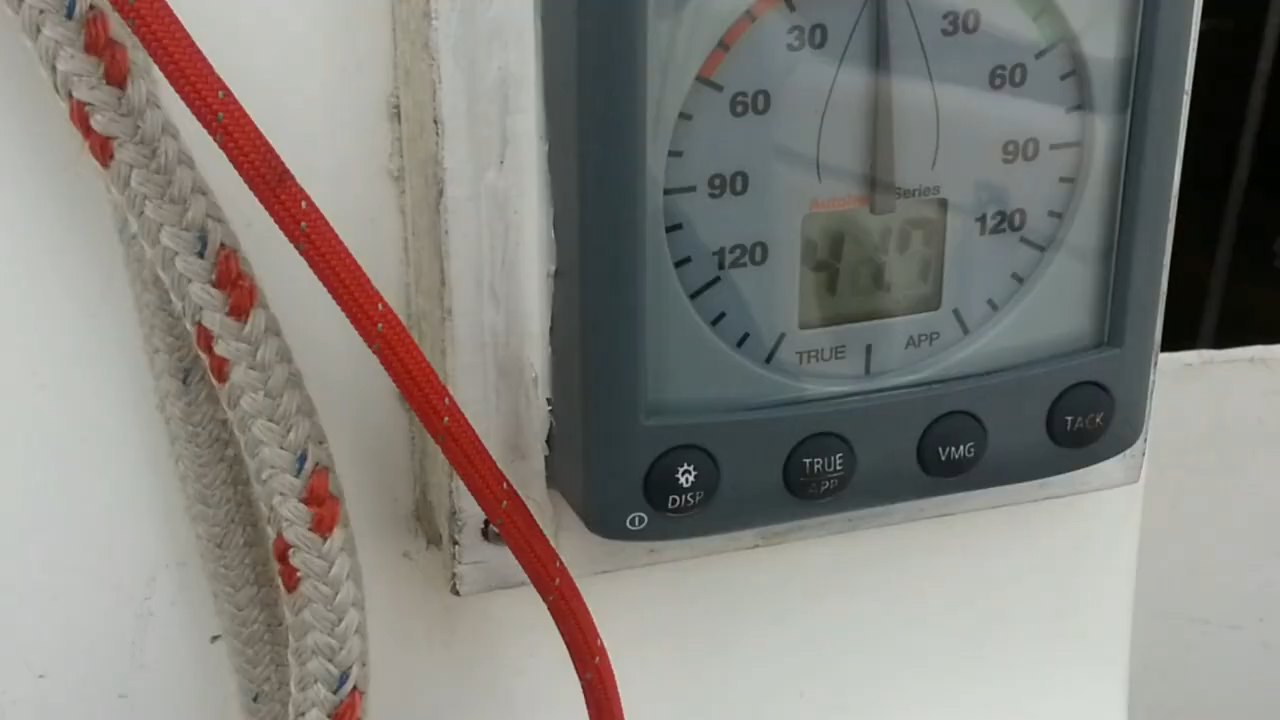 30 30
60 60
90 90
Series
120 120
TRUE APP
DISP
TRUE
APP
VMG
TACK